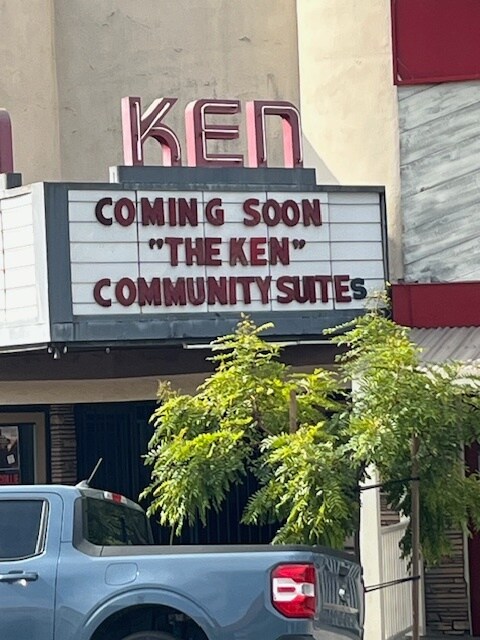 KEN
COMING SOON
"THE KEN"
COMMUNITY SUITES